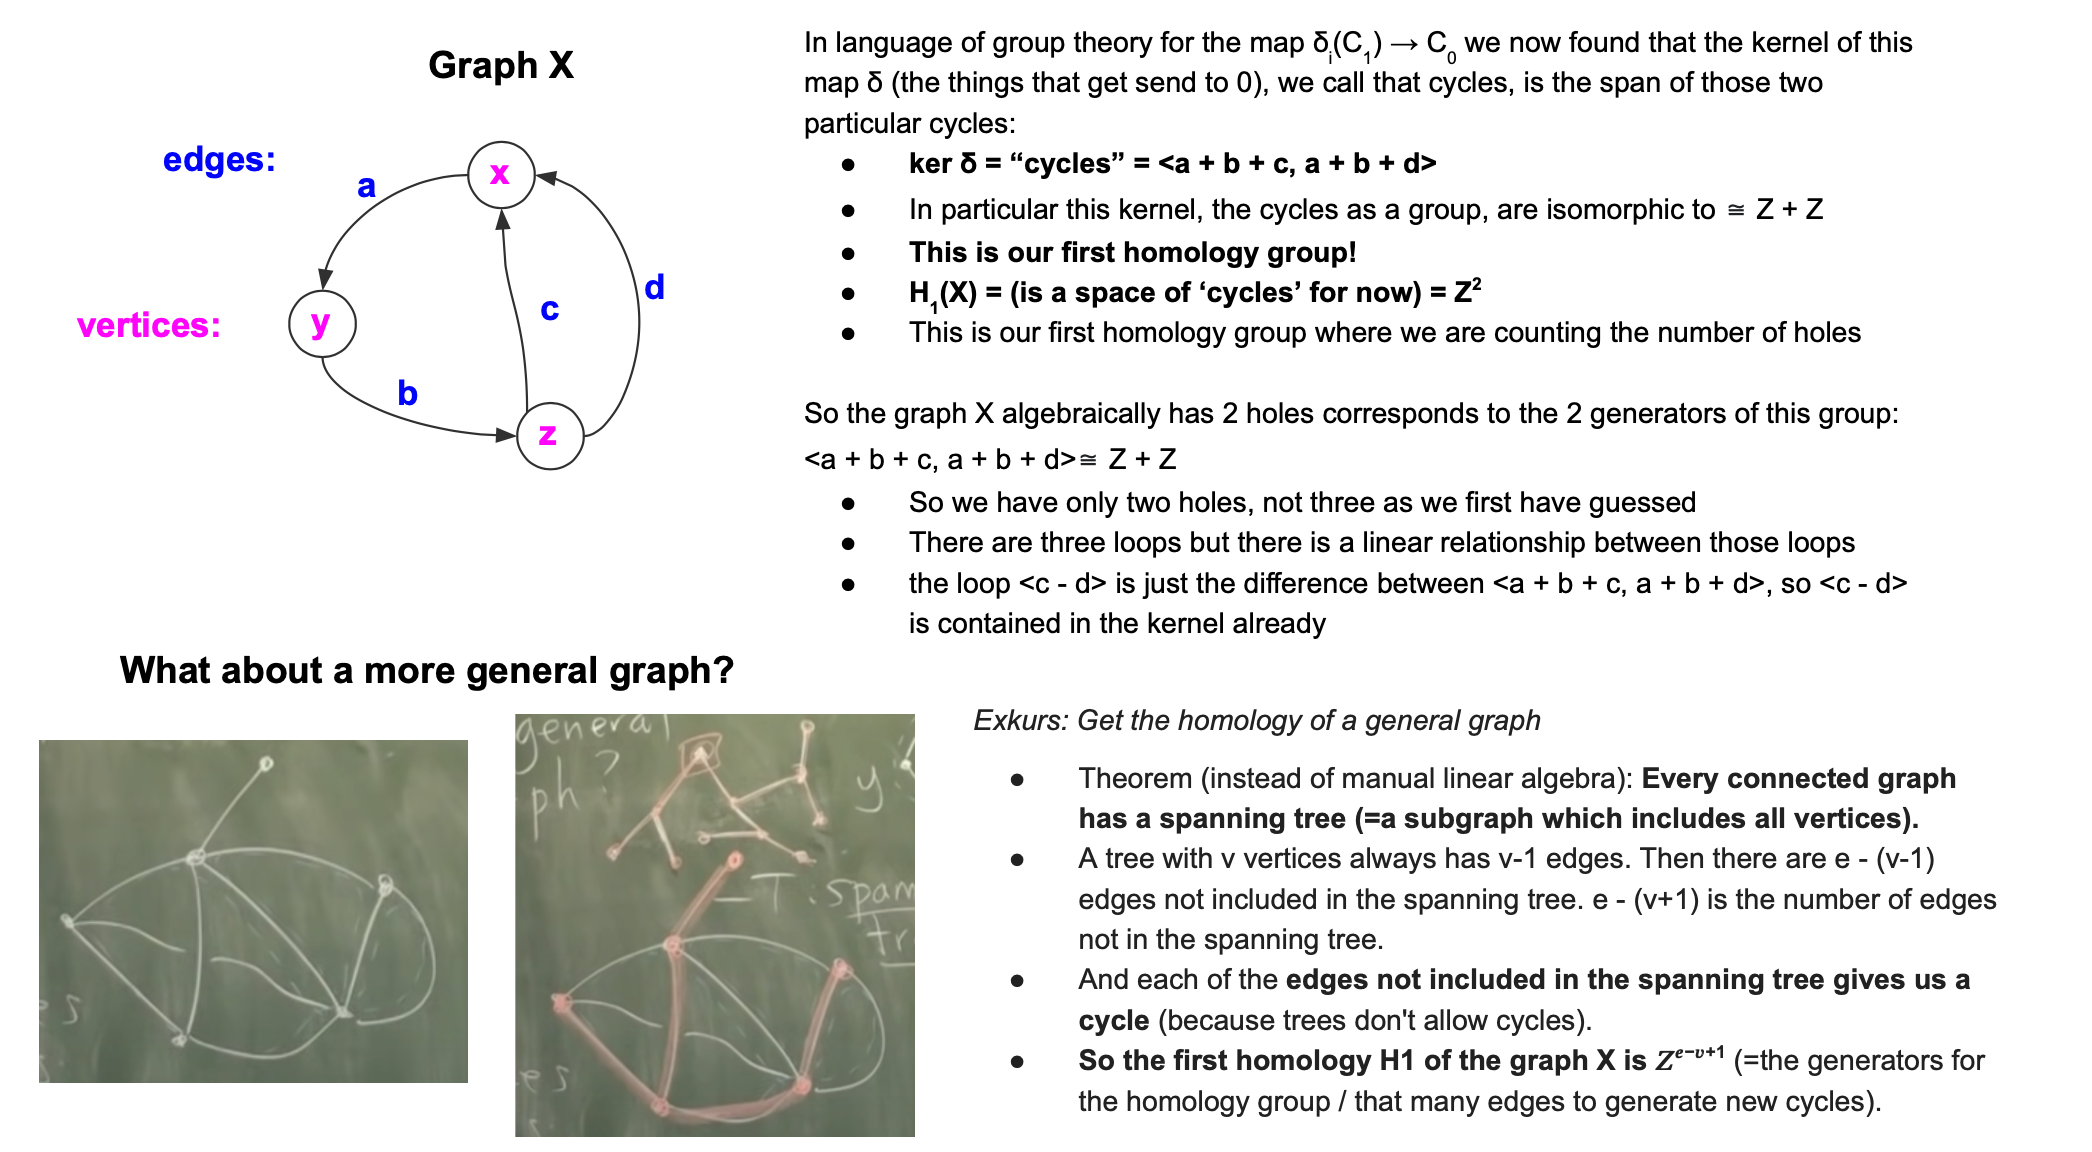 Graph X
edges:
vertices:
x
a
y
b
c
d
z
In language of group theory for the map δᵢ(C₁) → C₀ we now found that the kernel of this
map δ (the things that get send to 0), we call that cycles, is the span of those two
particular cycles:
● ker δ = “cycles” = <a + b + c, a + b + d>
● In particular this kernel, the cycles as a group, are isomorphic to ≅ Z + Z
● This is our first homology group!
● H₁(X) = (is a space of ‘cycles’ for now) = Z²
● This is our first homology group where we are counting the number of holes
So the graph X algebraically has 2 holes corresponds to the 2 generators of this group:
<a + b + c, a + b + d>≅ Z + Z
● So we have only two holes, not three as we first have guessed
● There are three loops but there is a linear relationship between those loops
● the loop <c - d> is just the difference between <a + b + c, a + b + d>, so <c - d>
is contained in the kernel already
What about a more general graph?
es
general
ph?
y
T: span
tr
es
Exkurs: Get the homology of a general graph
● Theorem (instead of manual linear algebra): Every connected graph
has a spanning tree (=a subgraph which includes all vertices).
● A tree with v vertices always has v-1 edges. Then there are e - (v-1)
edges not included in the spanning tree. e - (v+1) is the number of edges
not in the spanning tree.
● And each of the edges not included in the spanning tree gives us a
cycle (because trees don't allow cycles).
● So the first homology H1 of the graph X is Z^{e−v+1} (=the generators for
the homology group / that many edges to generate new cycles).